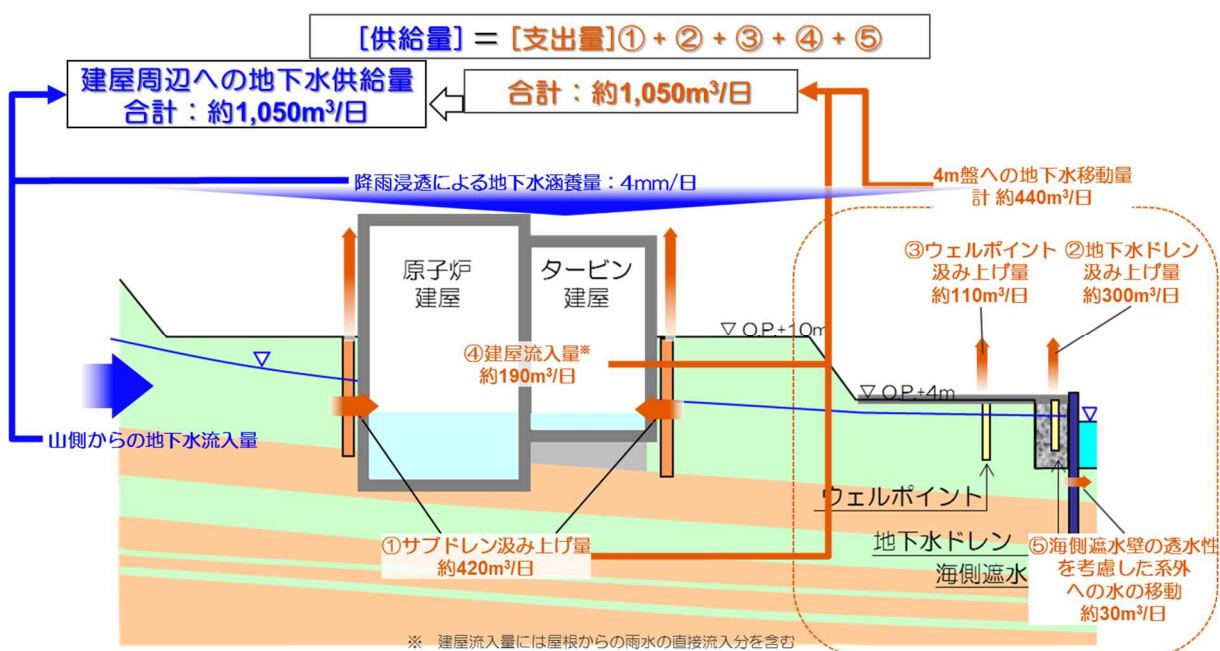 [供給量] ＝ [支出量]①＋②＋③＋④＋⑤
建屋周辺への地下水供給量
合計：約1,050m³/日
合計：約1,050m³/日
降雨浸透による地下水涵養量：4mm/日
4m盤への地下水移動量
計 約440m³/日
原子炉
建屋
タービン
建屋
③ウェルポイント
汲み上げ量
約110m³/日
②地下水ドレン
汲み上げ量
約300m³/日
▽ O.P.+10m
④建屋流入量※
約190m³/日
▽ O.P.+4m
山側からの地下水流入量
ウェルポイント
①サブドレン汲み上げ量
約420m³/日
地下水ドレン
海側遮水
⑤海側遮水壁の透水性
を考慮した系外
への水の移動
約30m³/日
※　建屋流入量には屋根からの雨水の直接流入分を含む